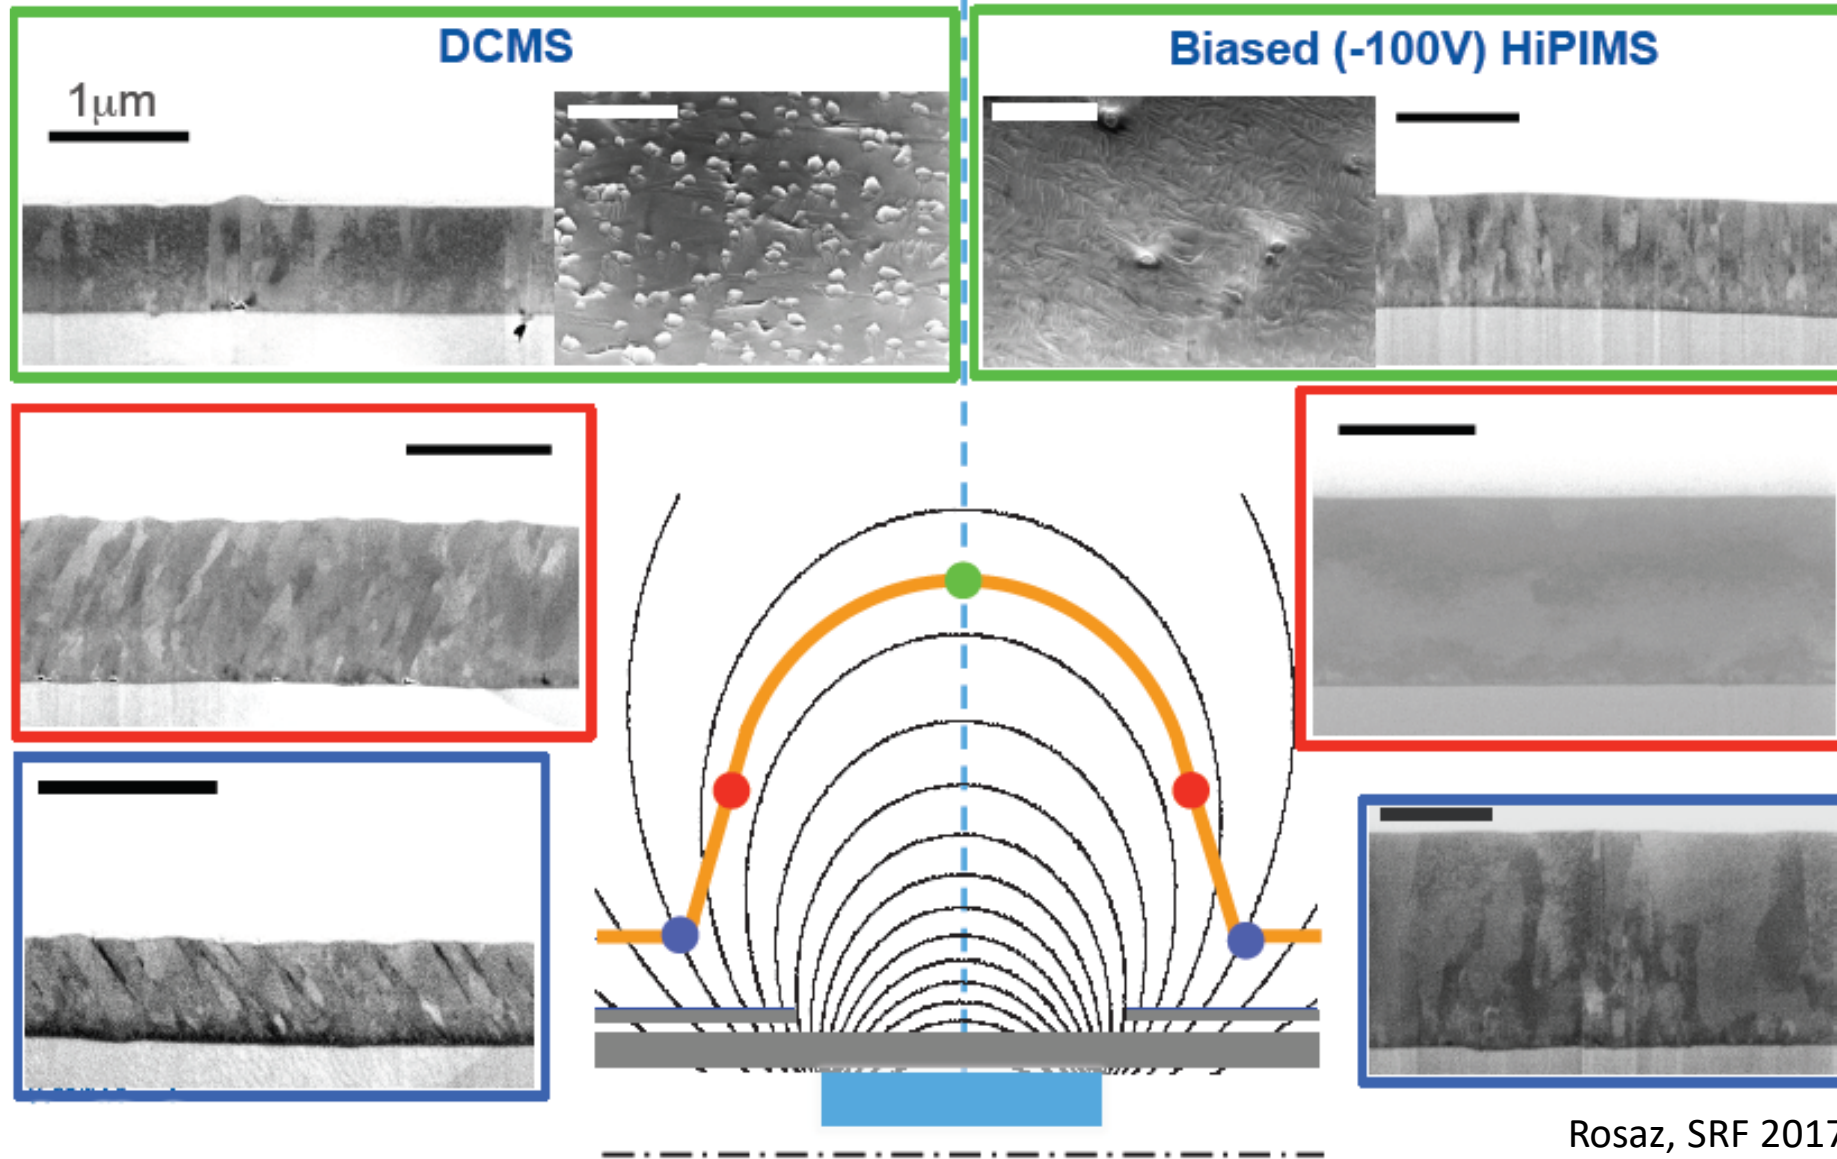 DCMS
Biased (-100V) HiPIMS
1μm
Rosaz, SRF 2017